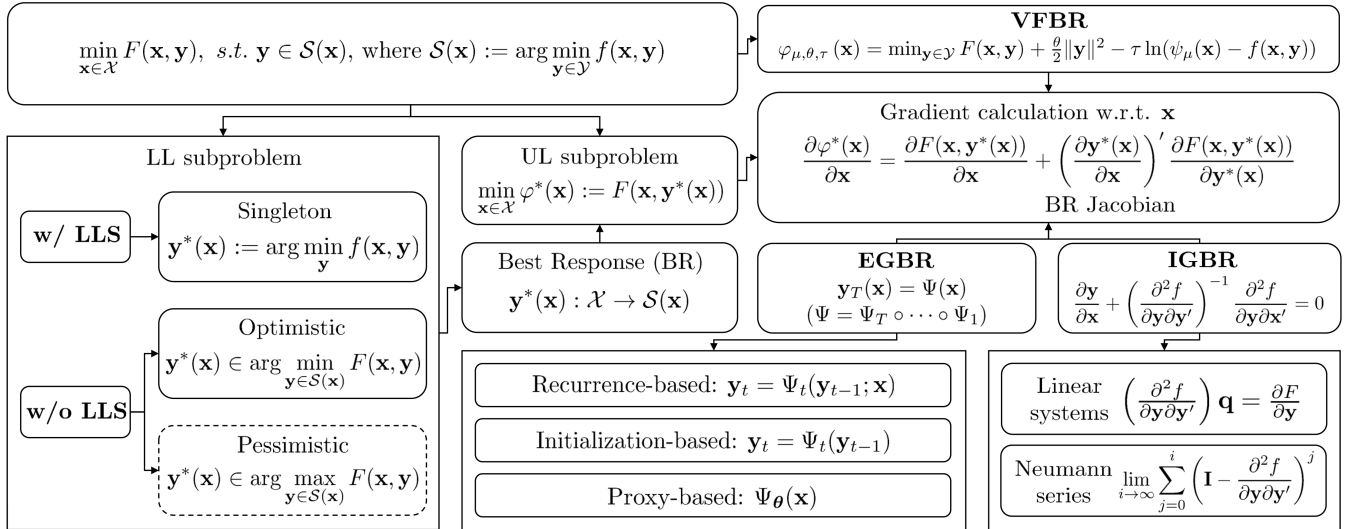 min_{𝐱∈𝒳} F(𝐱, 𝐲), s.t. 𝐲 ∈ 𝒮(𝐱), where 𝒮(𝐱) := arg min_{𝐲∈𝒴} f(𝐱, 𝐲)
VFBR
φ_{μ,θ,τ}(𝐱) = min_{𝐲∈𝒴} F(𝐱, 𝐲) + θ/2 ‖𝐲‖² − τ ln(ψ_μ(𝐱) − f(𝐱, 𝐲))
Gradient calculation w.r.t. 𝐱
∂φ*(𝐱)/∂𝐱 = ∂F(𝐱, 𝐲*(𝐱))/∂𝐱 + (∂𝐲*(𝐱)/∂𝐱)′ ∂F(𝐱, 𝐲*(𝐱))/∂𝐲*(𝐱)
BR Jacobian
LL subproblem
w/ LLS
Singleton
𝐲*(𝐱) := arg min_𝐲 f(𝐱, 𝐲)
w/o LLS
Optimistic
𝐲*(𝐱) ∈ arg min_{𝐲∈𝒮(𝐱)} F(𝐱, 𝐲)
Pessimistic
𝐲*(𝐱) ∈ arg max_{𝐲∈𝒮(𝐱)} F(𝐱, 𝐲)
UL subproblem
min_{𝐱∈𝒳} φ*(𝐱) := F(𝐱, 𝐲*(𝐱))
Best Response (BR)
𝐲*(𝐱) : 𝒳 → 𝒮(𝐱)
EGBR
𝐲_T(𝐱) = Ψ(𝐱)
(Ψ = Ψ_T ∘ ⋯ ∘ Ψ_1)
IGBR
∂𝐲/∂𝐱 + (∂²f/∂𝐲∂𝐲′)^{−1} ∂²f/∂𝐲∂𝐱′ = 0
Recurrence-based: 𝐲_t = Ψ_t(𝐲_{t−1}; 𝐱)
Initialization-based: 𝐲_t = Ψ_t(𝐲_{t−1})
Proxy-based: Ψ_𝜽(𝐱)
Linear
systems (∂²f/∂𝐲∂𝐲′) 𝐪 = ∂F/∂𝐲
Neumann
series lim_{i→∞} ∑_{j=0}^{i} (𝐈 − ∂²f/∂𝐲∂𝐲′)^j